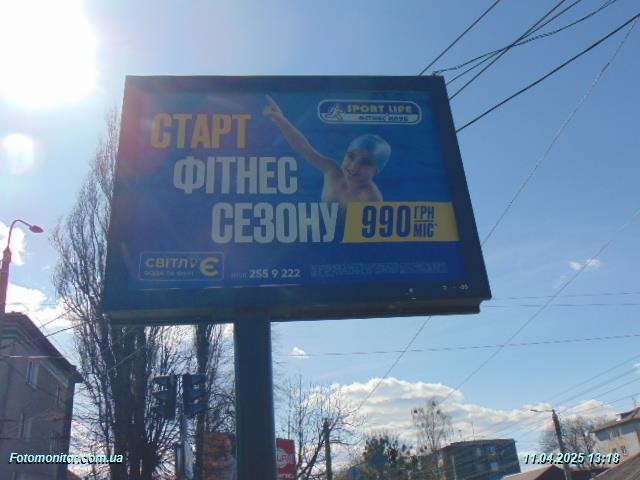 SPORT LIFE
ФІТНЕС КЛУБ
СТАРТ
ФІТНЕС
СЕЗОНУ
990 ГРН
МІС*
СВІТЛО Є
255 9 222
Fotomonitor.com.ua
11.04.2025 13:18